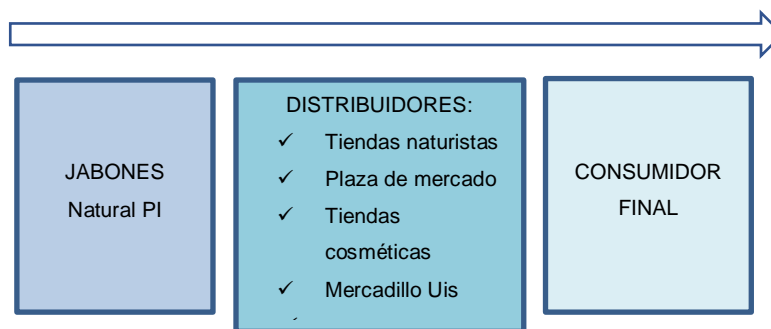 JABONES
Natural PI
DISTRIBUIDORES:
✓ Tiendas naturistas
✓ Plaza de mercado
✓ Tiendas
cosméticas
✓ Mercadillo Uis
CONSUMIDOR
FINAL